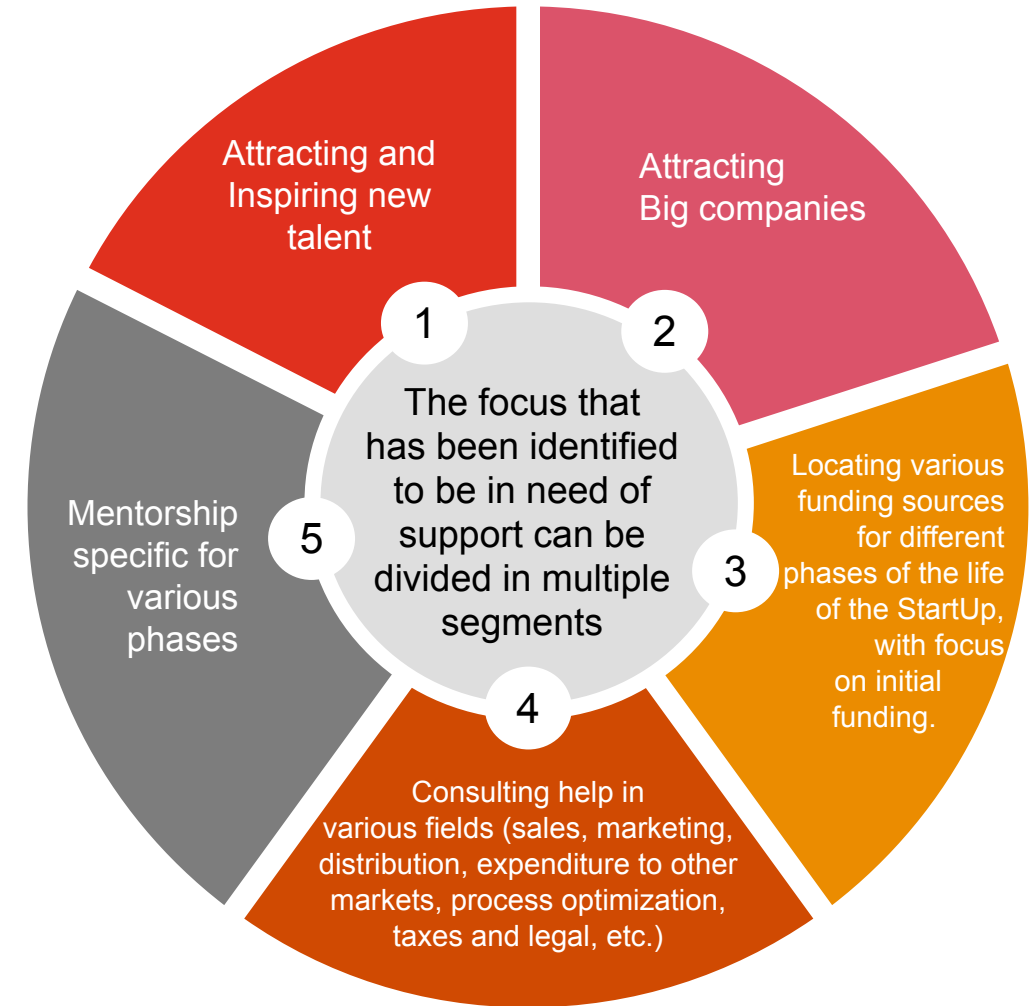 Attracting and
Inspiring new
talent
1
Attracting
Big companies
2
The focus that
has been identified
to be in need of
support can be
divided in multiple
segments
Locating various
funding sources
for different
phases of the life
of the StartUp,
with focus
on initial
funding.
3
Consulting help in
various fields (sales, marketing,
distribution, expenditure to other
markets, process optimization,
taxes and legal, etc.)
4
Mentorship
specific for
various
phases
5